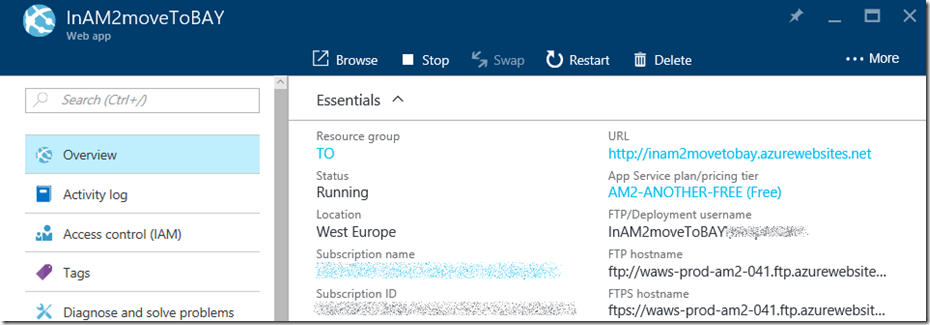 InAM2moveToBAY
Web app
Browse
Stop
Swap
Restart
Delete
More
Search (Ctrl+/)
Overview
Activity log
Access control (IAM)
Tags
Diagnose and solve problems
Essentials
Resource group
TO
Status
Running
Location
West Europe
Subscription name
Subscription ID
URL
http://inam2movetobay.azurewebsites.net
App Service plan/pricing tier
AM2-ANOTHER-FREE (Free)
FTP/Deployment username
InAM2moveToBAY
FTP hostname
ftp://waws-prod-am2-041.ftp.azurewebsite...
FTPS hostname
ftps://waws-prod-am2-041.ftp.azurewebsit...